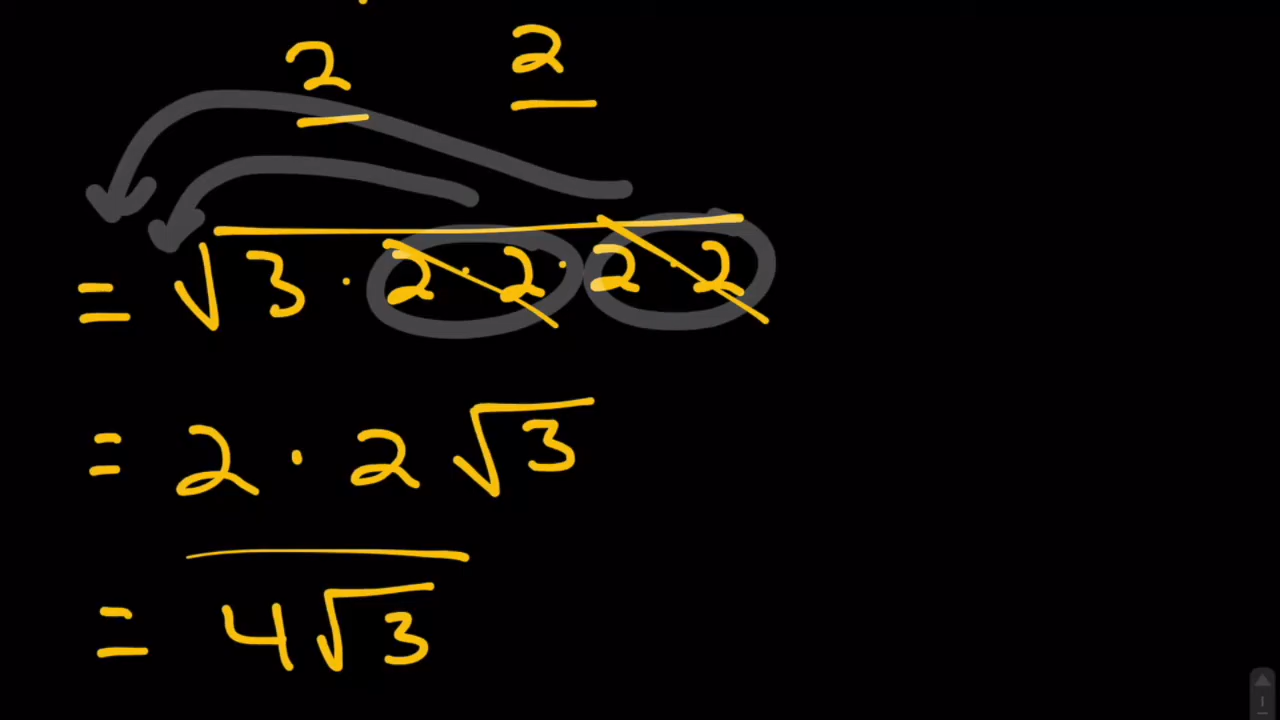 2 2
= √3 · 2 · 2 · 2 · 2
= 2 · 2 √3
= 4√3